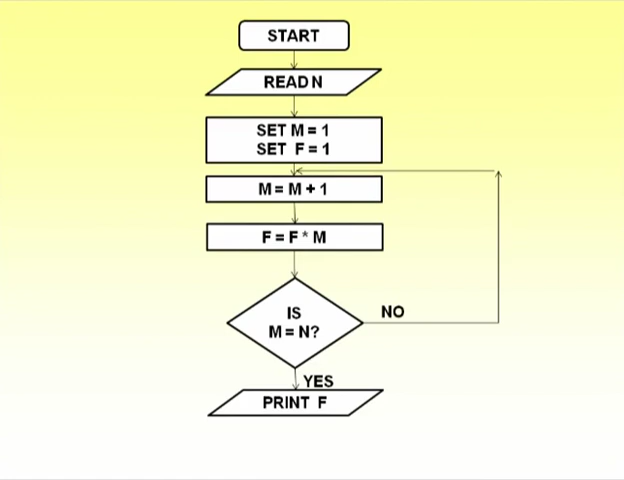 START
READ N
SET M = 1
SET F = 1
M = M + 1
F = F * M
IS
M = N?
NO
YES
PRINT F